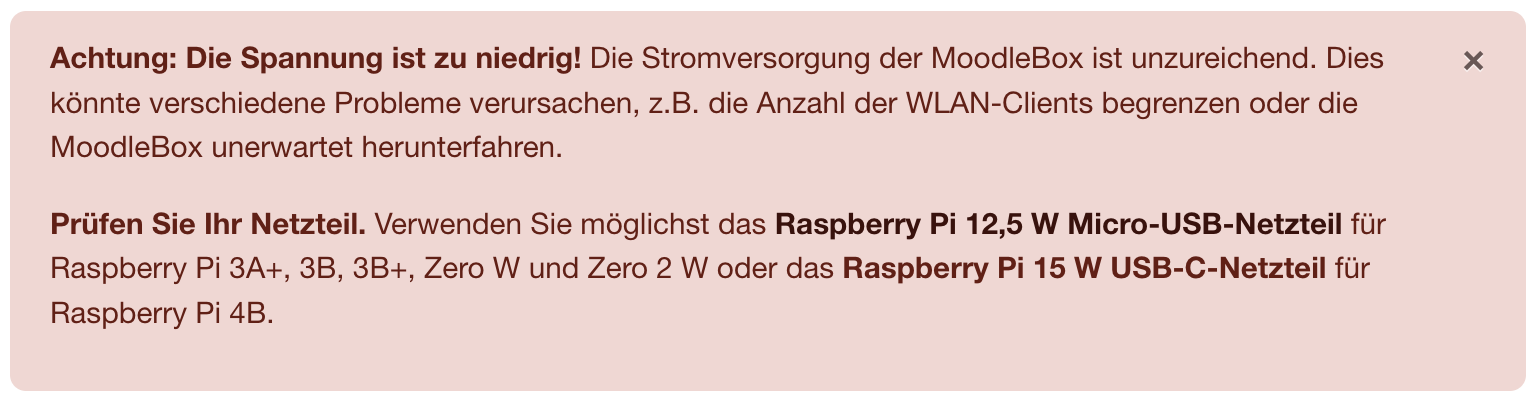 Achtung: Die Spannung ist zu niedrig! Die Stromversorgung der MoodleBox ist unzureichend. Dies
könnte verschiedene Probleme verursachen, z.B. die Anzahl der WLAN-Clients begrenzen oder die
MoodleBox unerwartet herunterfahren.
Prüfen Sie Ihr Netzteil. Verwenden Sie möglichst das Raspberry Pi 12,5 W Micro-USB-Netzteil für
Raspberry Pi 3A+, 3B, 3B+, Zero W und Zero 2 W oder das Raspberry Pi 15 W USB-C-Netzteil für
Raspberry Pi 4B.